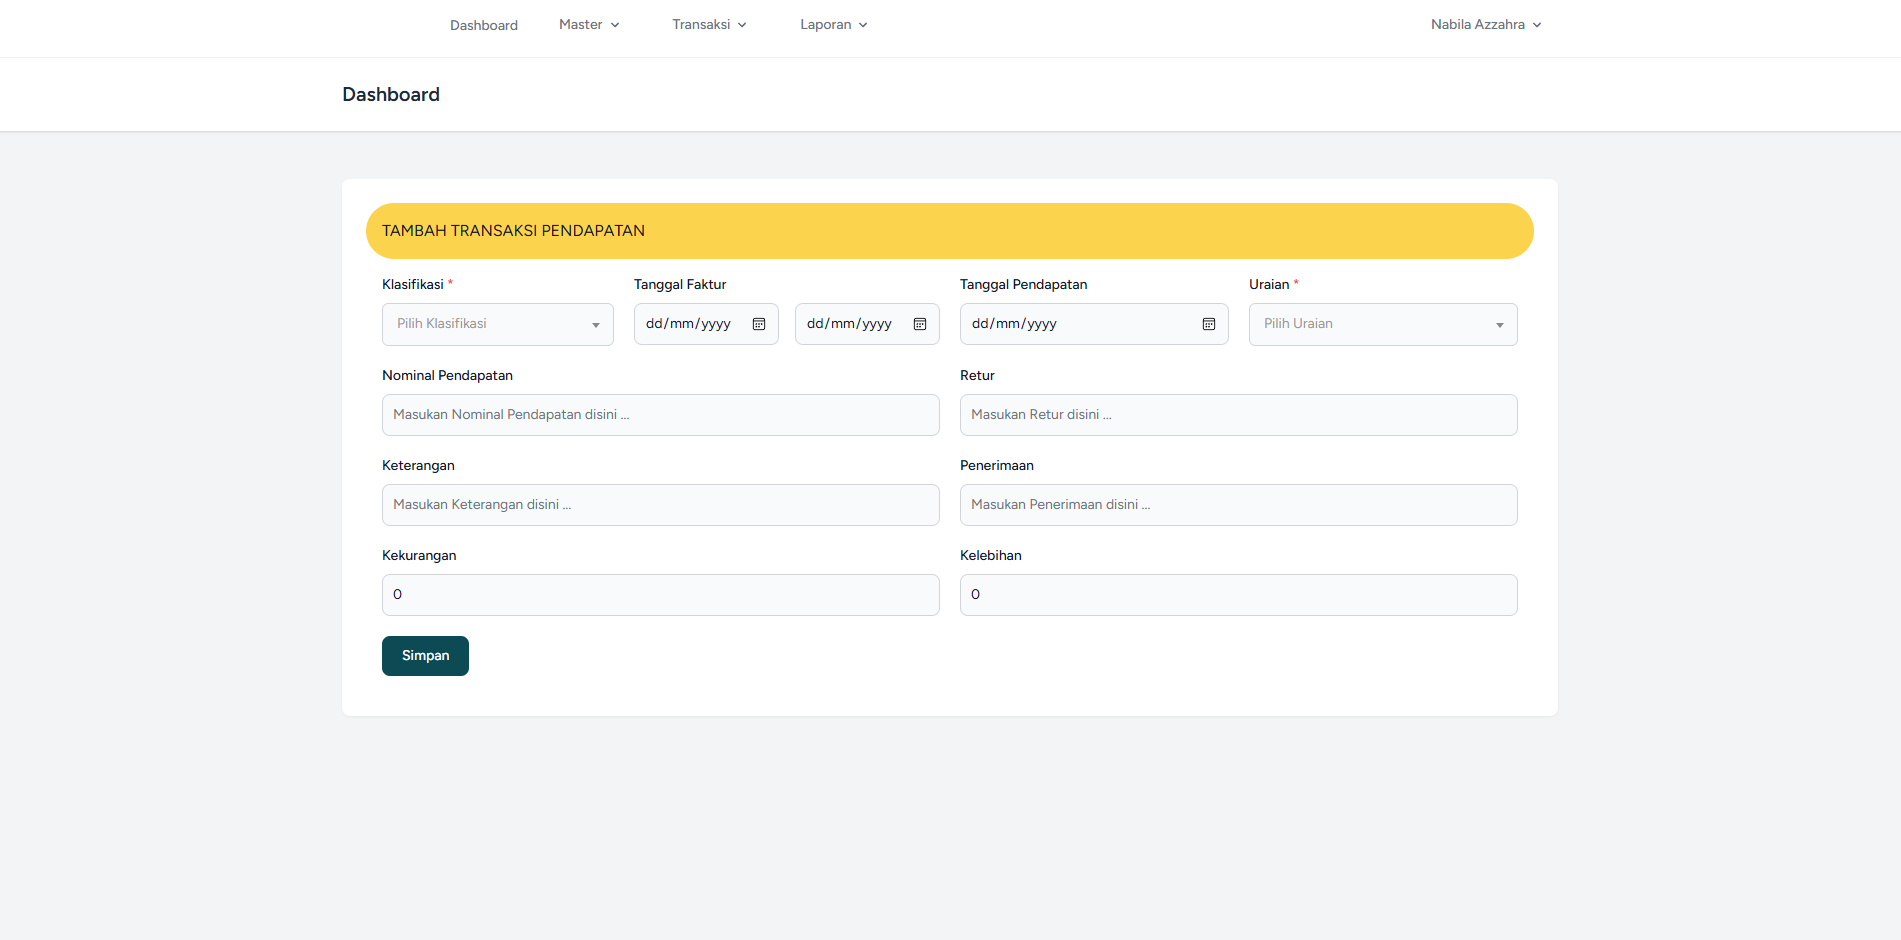 Dashboard Master Transaksi Laporan Nabila Azzahra
Dashboard
TAMBAH TRANSAKSI PENDAPATAN
Klasifikasi * Tanggal Faktur Tanggal Pendapatan Uraian *
Pilih Klasifikasi dd/mm/yyyy dd/mm/yyyy dd/mm/yyyy Pilih Uraian
Nominal Pendapatan Retur
Masukan Nominal Pendapatan disini ... Masukan Retur disini ...
Keterangan Penerimaan
Masukan Keterangan disini ... Masukan Penerimaan disini ...
Kekurangan Kelebihan
0 0
Simpan